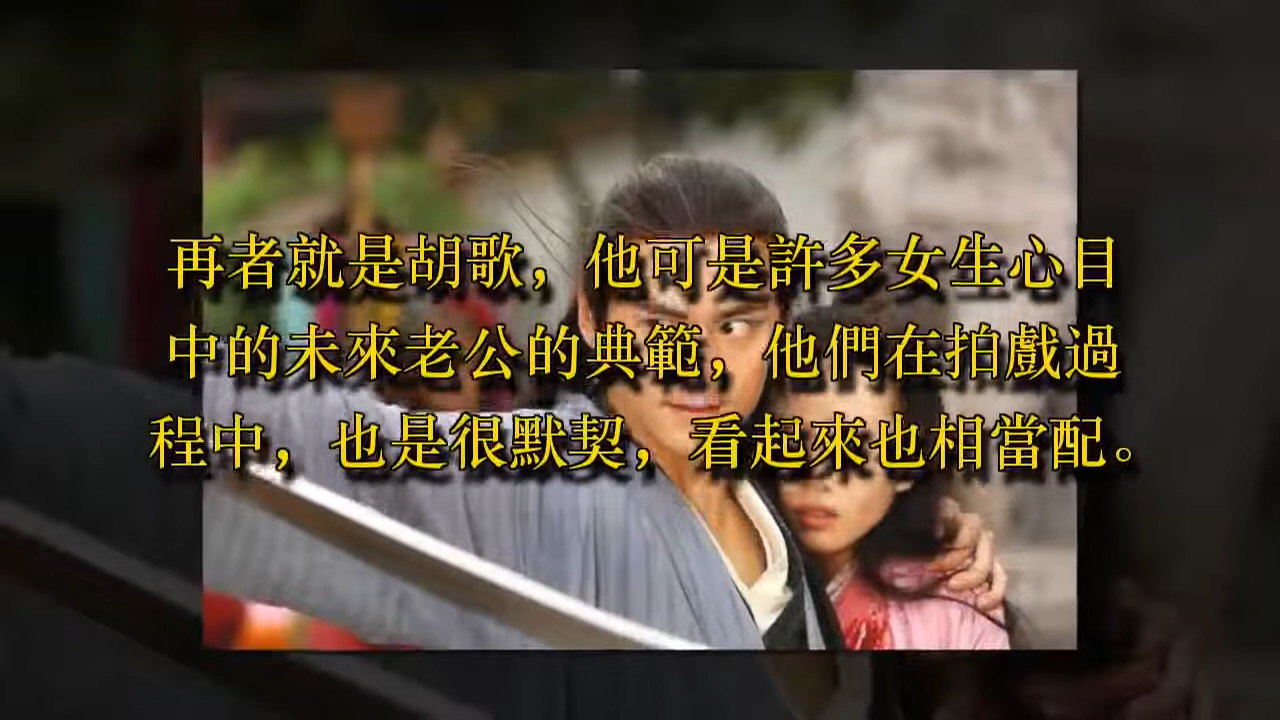 再者就是胡歌，他可是許多女生心目
中的未來老公的典範，他們在拍戲過
程中，也是很默契，看起來也相當配。